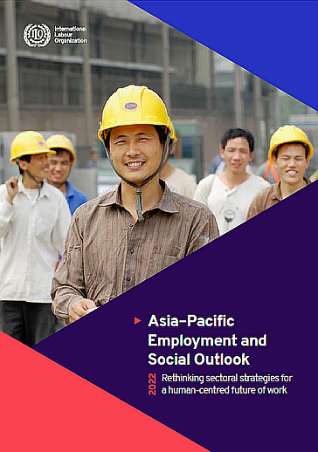 International
Labour
Organization
Asia–Pacific
Employment and
Social Outlook
2022
Rethinking sectoral strategies for
a human-centred future of work